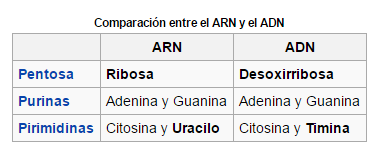 Comparación entre el ARN y el ADN
ARN ADN
Pentosa Ribosa Desoxirribosa
Purinas Adenina y Guanina Adenina y Guanina
Pirimidinas Citosina y Uracilo Citosina y Timina